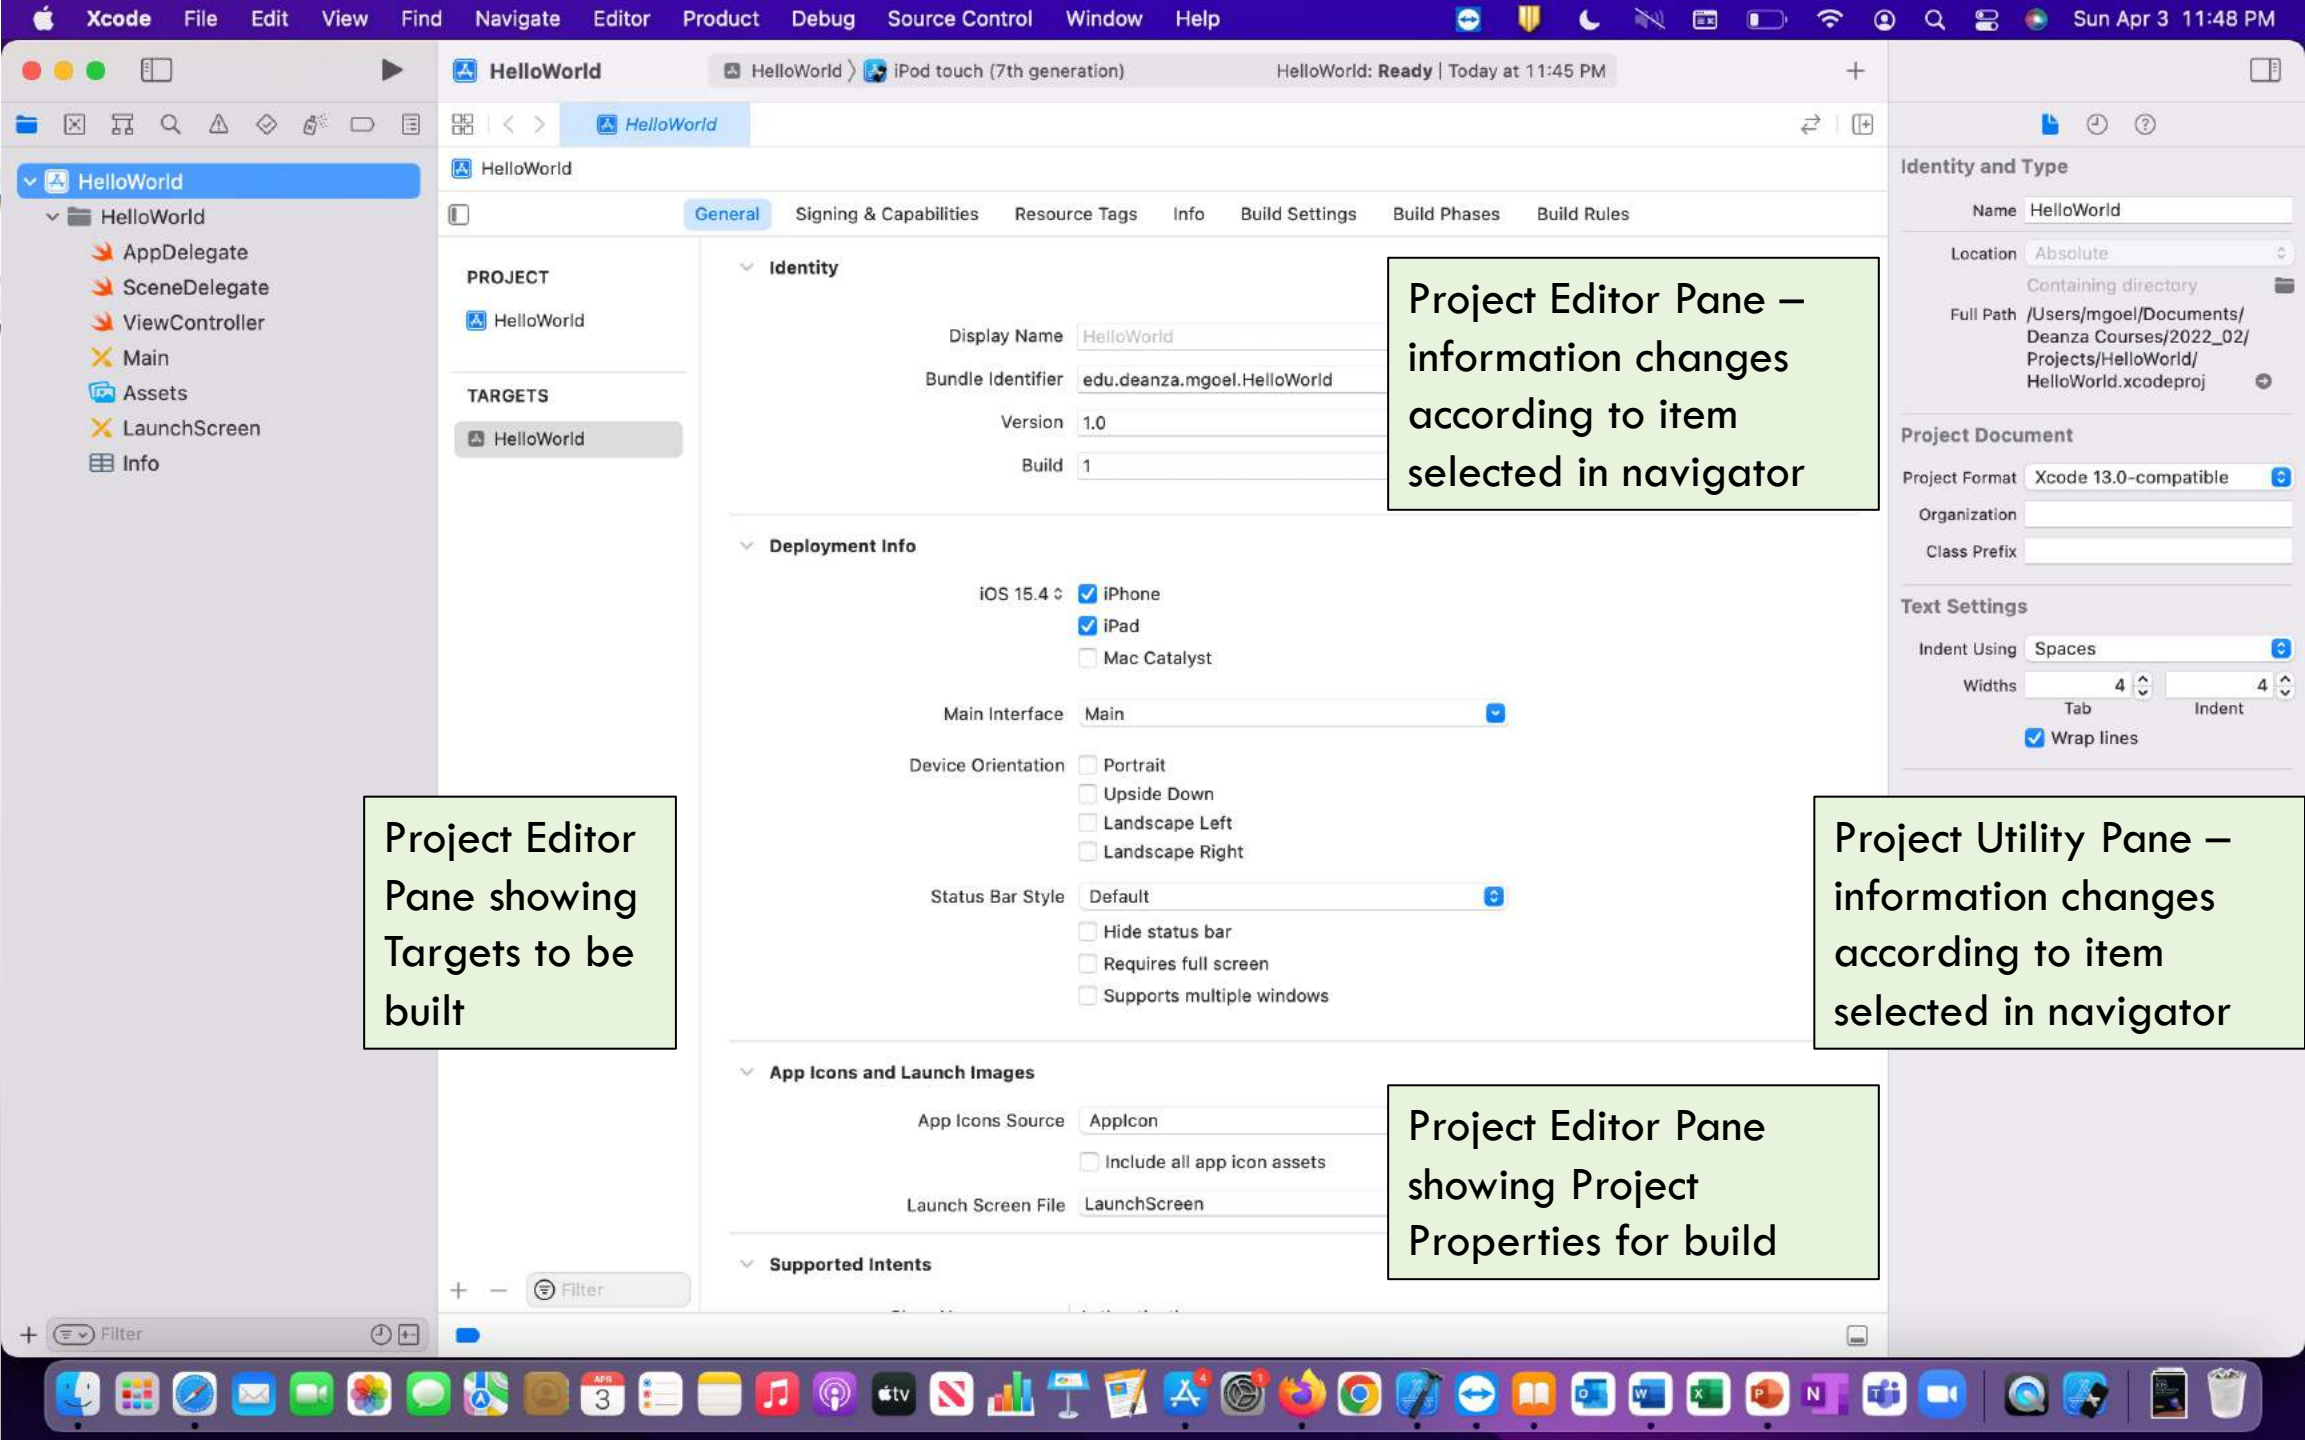 Xcode File Edit View Find Navigate Editor Product Debug Source Control Window Help Sun Apr 3 11:48 PM
HelloWorld HelloWorld iPod touch (7th generation) HelloWorld: Ready | Today at 11:45 PM
HelloWorld
HelloWorld
HelloWorld
AppDelegate
SceneDelegate
ViewController
Main
Assets
LaunchScreen
Info
Filter
HelloWorld
General Signing & Capabilities Resource Tags Info Build Settings Build Phases Build Rules
PROJECT
HelloWorld
TARGETS
HelloWorld
Filter
Identity
Display Name HelloWorld
Bundle Identifier edu.deanza.mgoel.HelloWorld
Version 1.0
Build 1
Deployment Info
iOS 15.4 iPhone
iPad
Mac Catalyst
Main Interface Main
Device Orientation Portrait
Upside Down
Landscape Left
Landscape Right
Status Bar Style Default
Hide status bar
Requires full screen
Supports multiple windows
App Icons and Launch Images
App Icons Source AppIcon
Include all app icon assets
Launch Screen File LaunchScreen
Supported Intents
Project Editor Pane –
information changes
according to item
selected in navigator
Project Editor
Pane showing
Targets to be
built
Project Utility Pane –
information changes
according to item
selected in navigator
Project Editor Pane
showing Project
Properties for build
Identity and Type
Name HelloWorld
Location Absolute
Containing directory
Full Path /Users/mgoel/Documents/
Deanza Courses/2022_02/
Projects/HelloWorld/
HelloWorld.xcodeproj
Project Document
Project Format Xcode 13.0-compatible
Organization
Class Prefix
Text Settings
Indent Using Spaces
Widths 4 4
Tab Indent
Wrap lines
APR
3
tv
4
1